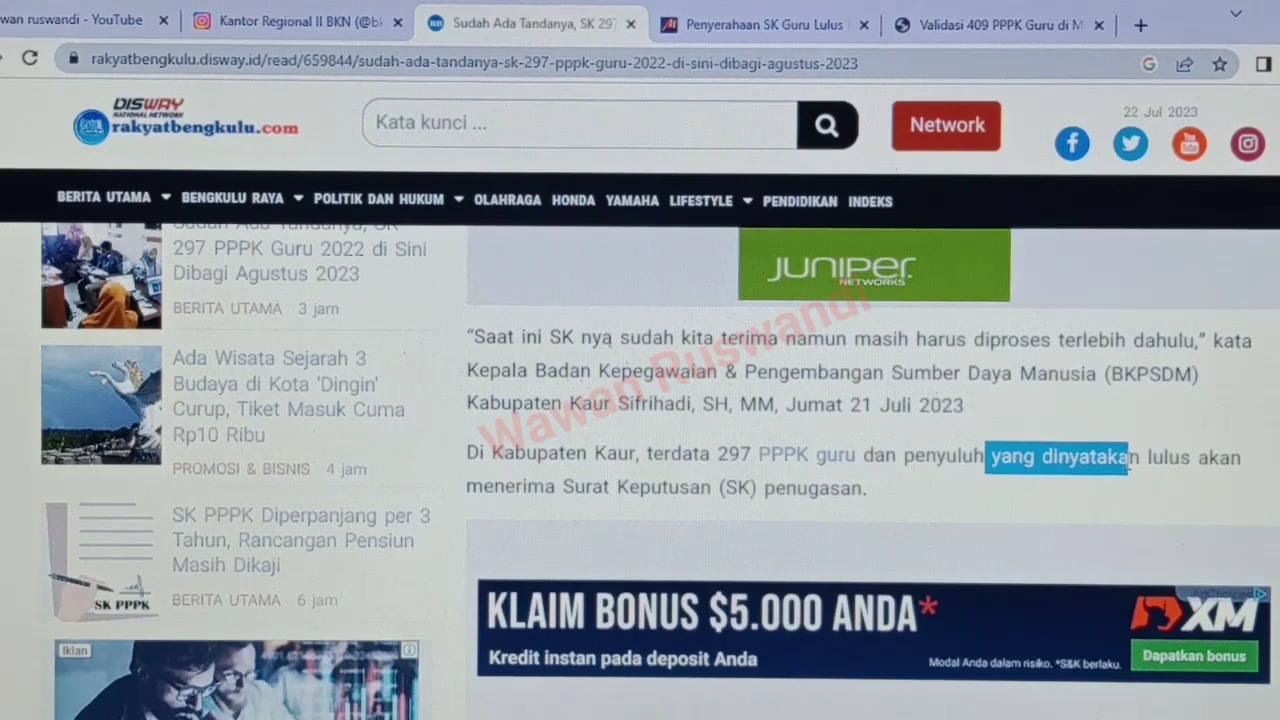 wan ruswandi - YouTube
Kantor Regional II BKN (@bk
Sudah Ada Tandanya, SK 297
Penyerahaan SK Guru Lulus
Validasi 409 PPPK Guru di M
rakyatbengkulu.disway.id/read/659844/sudah-ada-tandanya-sk-297-pppk-guru-2022-di-sini-dibagi-agustus-2023
DISWAY
NATIONAL NETWORK
rakyatbengkulu.com
Kata kunci ...
Network
22 Jul 2023
BERITA UTAMA BENGKULU RAYA POLITIK DAN HUKUM OLAHRAGA HONDA YAMAHA LIFESTYLE PENDIDIKAN INDEKS
Sudah Ada Tandanya, SK
297 PPPK Guru 2022 di Sini
Dibagi Agustus 2023
BERITA UTAMA 3 jam
Ada Wisata Sejarah 3
Budaya di Kota 'Dingin'
Curup, Tiket Masuk Cuma
Rp10 Ribu
PROMOSI & BISNIS 4 jam
SK PPPK Diperpanjang per 3
Tahun, Rancangan Pensiun
Masih Dikaji
SK PPPK
BERITA UTAMA 6 jam
Iklan
JUNIPER
NETWORKS
“Saat ini SK nya sudah kita terima namun masih harus diproses terlebih dahulu,” kata
Kepala Badan Kepegawaian & Pengembangan Sumber Daya Manusia (BKPSDM)
Kabupaten Kaur Sifrihadi, SH, MM, Jumat 21 Juli 2023
Wawan Ruswandi
Di Kabupaten Kaur, terdata 297 PPPK guru dan penyuluh yang dinyatakan lulus akan
menerima Surat Keputusan (SK) penugasan.
KLAIM BONUS $5.000 ANDA*
Kredit instan pada deposit Anda
Modal Anda dalam risiko. *S&K berlaku.
AdChoices
XM
Dapatkan bonus